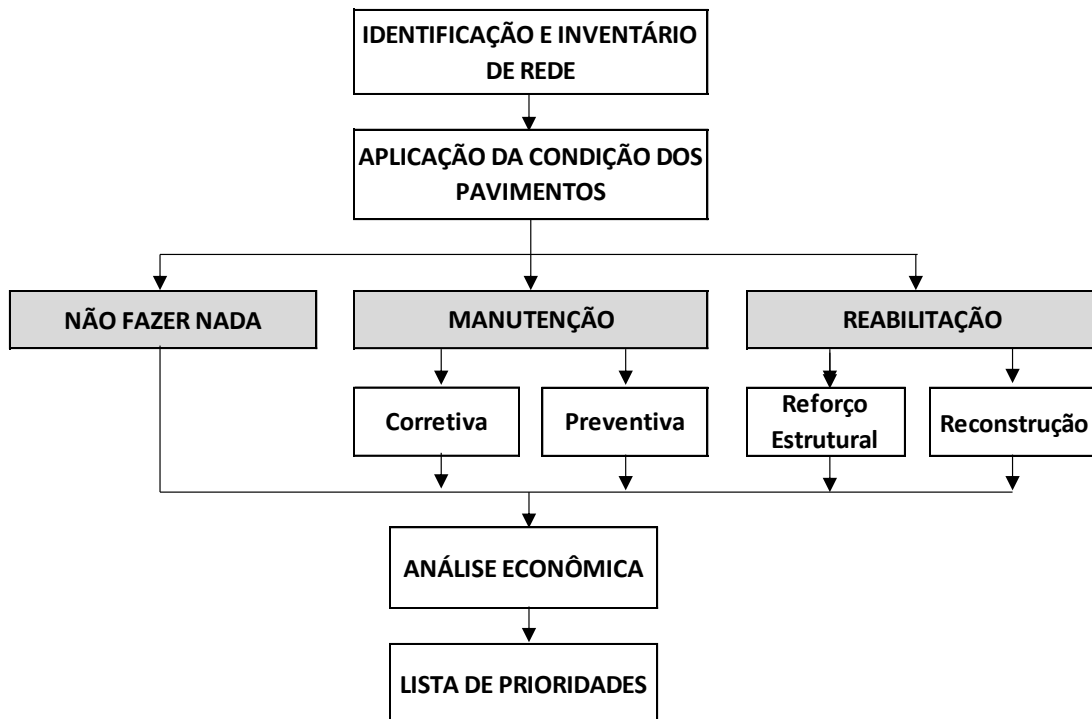 IDENTIFICAÇÃO E INVENTÁRIO
DE REDE
APLICAÇÃO DA CONDIÇÃO DOS
PAVIMENTOS
NÃO FAZER NADA
MANUTENÇÃO
REABILITAÇÃO
Corretiva
Preventiva
Reforço
Estrutural
Reconstrução
ANÁLISE ECONÔMICA
LISTA DE PRIORIDADES